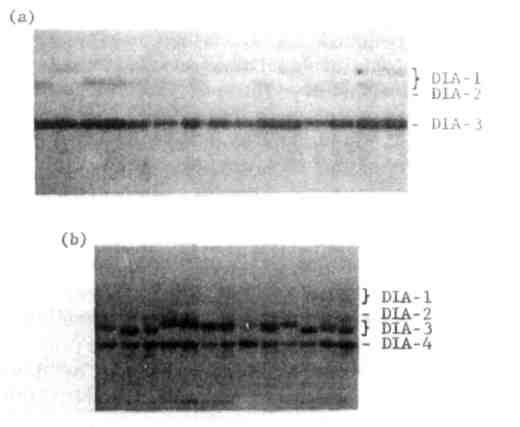 (a)
} DIA-1
- DIA-2
- DIA-3
(b)
} DIA-1
- DIA-2
} DIA-3
- DIA-4